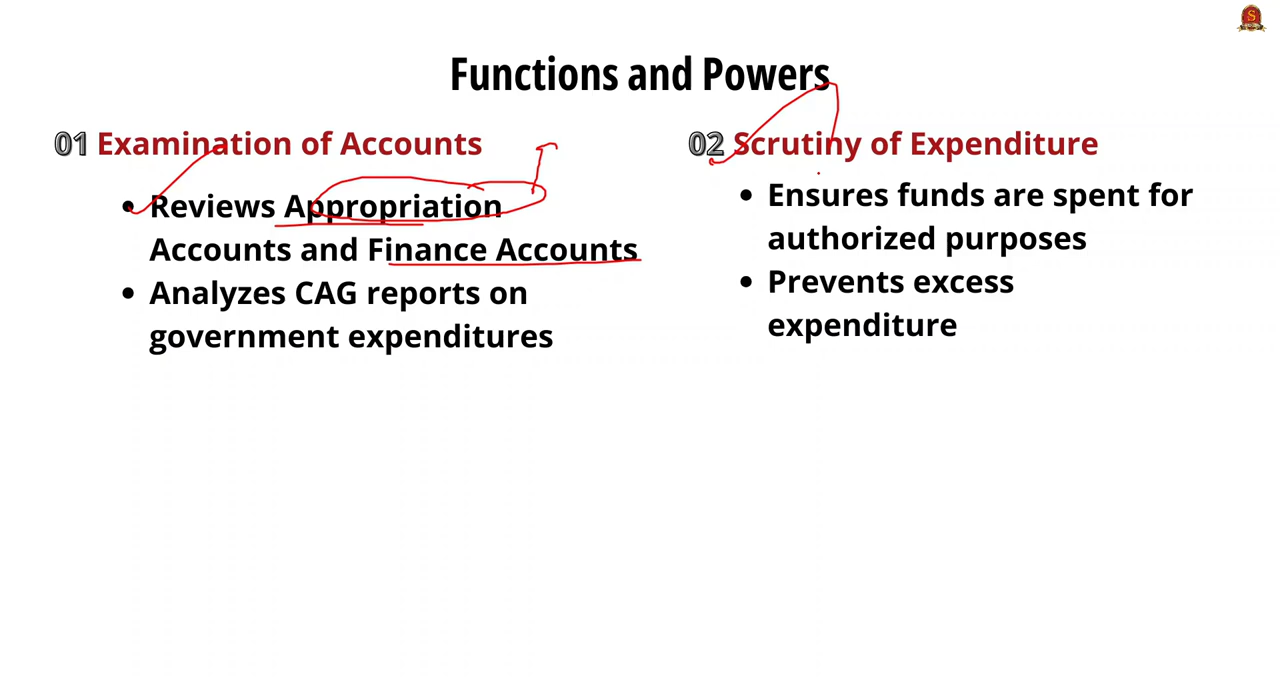 Functions and Powers
01 Examination of Accounts
• Reviews Appropriation
Accounts and Finance Accounts
• Analyzes CAG reports on
government expenditures
02 Scrutiny of Expenditure
• Ensures funds are spent for
authorized purposes
• Prevents excess
expenditure